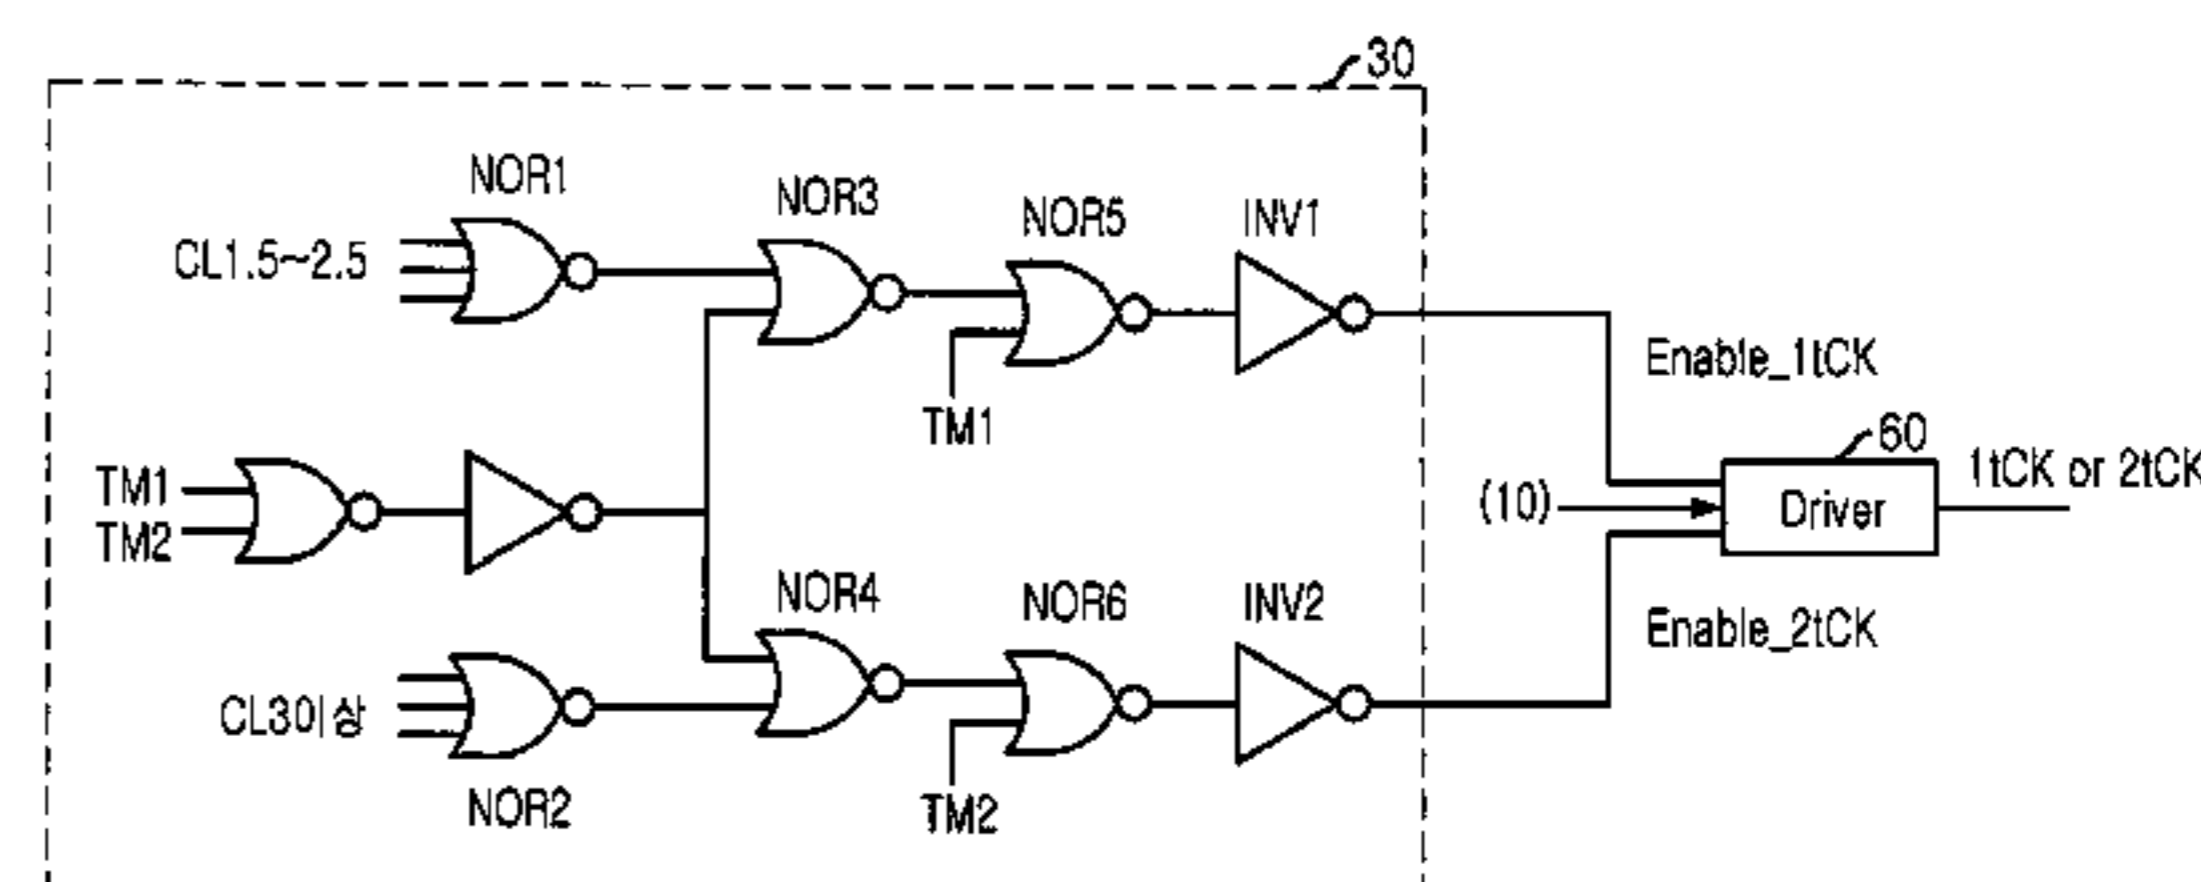 30
NOR1
NOR3
NOR5
INV1
CL1.5~2.5
TM1
Enable_1tCK
60
1tCK or 2tCK
TM1
TM2
(10)
Driver
NOR4
NOR6
INV2
Enable_2tCK
CL30이상
NOR2
TM2